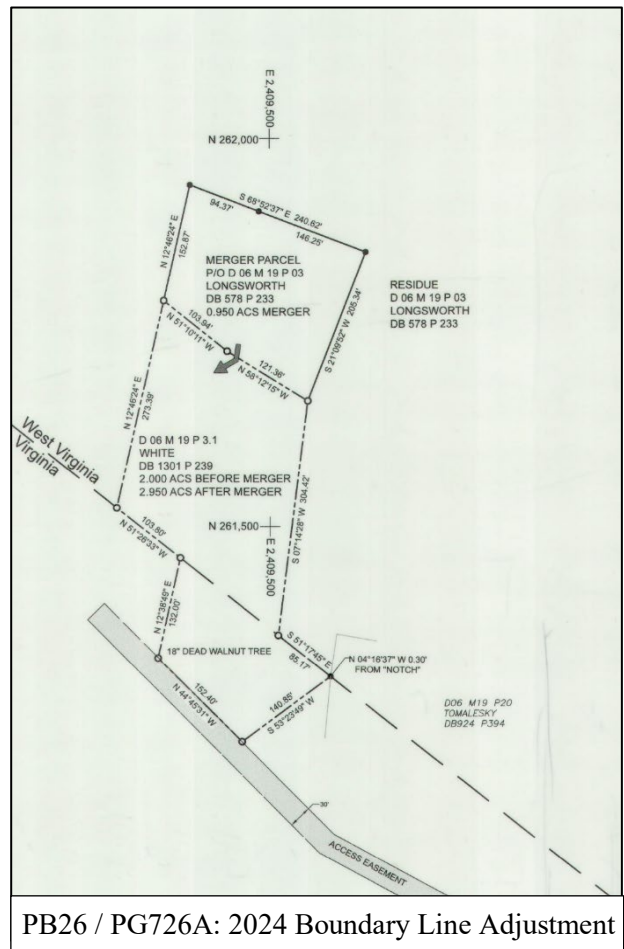 E 2,409,500
N 262,000
S 68°52'37" E 240.62'
94.37'
146.25'
N 12°46'24" E
152.87'
MERGER PARCEL
P/O D 06 M 19 P 03
LONGSWORTH
DB 578 P 233
0.950 ACS MERGER
RESIDUE
D 06 M 19 P 03
LONGSWORTH
DB 578 P 233
S 21°09'52" W 205.34'
103.94'
N 51°10'11" W
121.36'
N 58°12'15" W
N 12°46'24" E
273.39'
West Virginia
Virginia
D 06 M 19 P 3.1
WHITE
DB 1301 P 239
2.000 ACS BEFORE MERGER
2.950 ACS AFTER MERGER
S 07°14'28" W 304.42'
103.80'
N 51°26'33" W
N 261,500
E 2,409,500
N 12°38'49" E
132.00'
18" DEAD WALNUT TREE
S 51°17'45" E
85.17'
N 04°16'37" W 0.30'
FROM "NOTCH"
152.40'
N 44°45'31" W
140.85'
S 53°23'49" W
D06 M19 P20
TOMALESKY
DB924 P394
30'
ACCESS EASEMENT
PB26 / PG726A: 2024 Boundary Line Adjustment